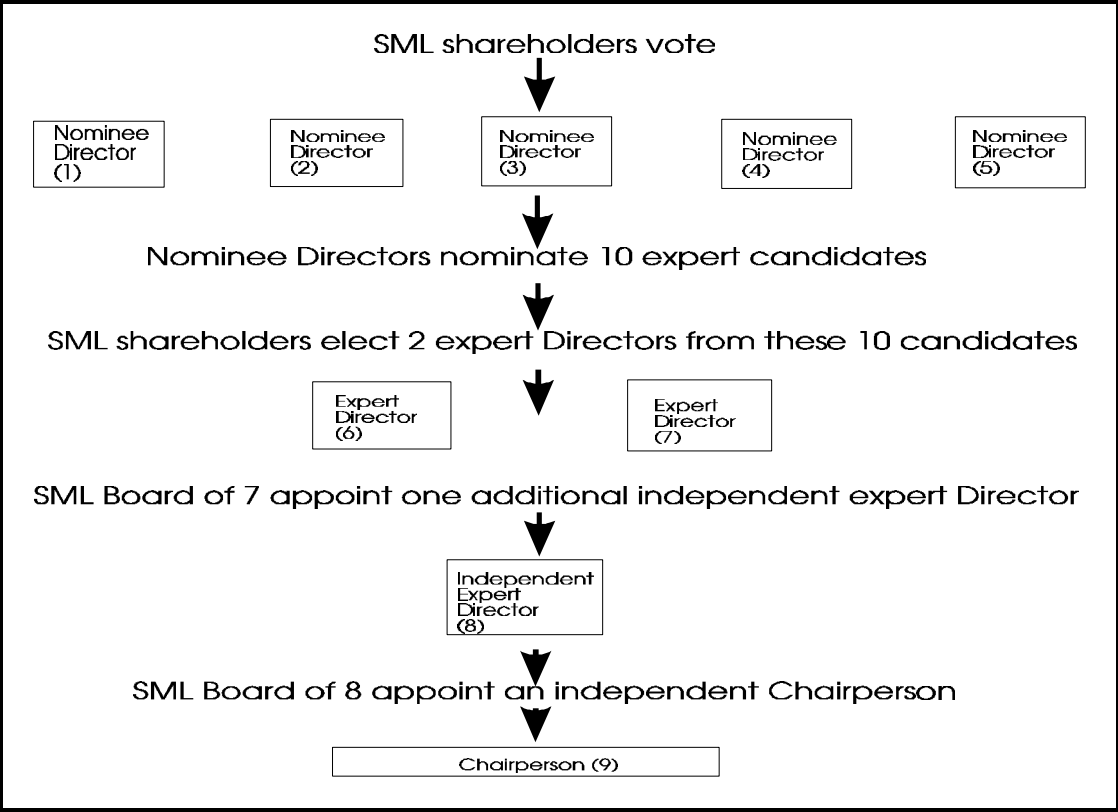 SML shareholders vote
Nominee
Director
(1)
Nominee
Director
(2)
Nominee
Director
(3)
Nominee
Director
(4)
Nominee
Director
(5)
Nominee Directors nominate 10 expert candidates
SML shareholders elect 2 expert Directors from these 10 candidates
Expert
Director
(6)
Expert
Director
(7)
SML Board of 7 appoint one additional independent expert Director
Independent
Expert
Director
(8)
SML Board of 8 appoint an independent Chairperson
Chairperson (9)